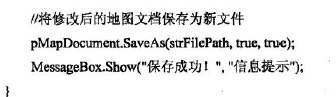 //将修改后的地图文档保存为新文件
pMapDocument.SaveAs(strFilePath, true, true);
MessageBox.Show("保存成功！", "信息提示");
}